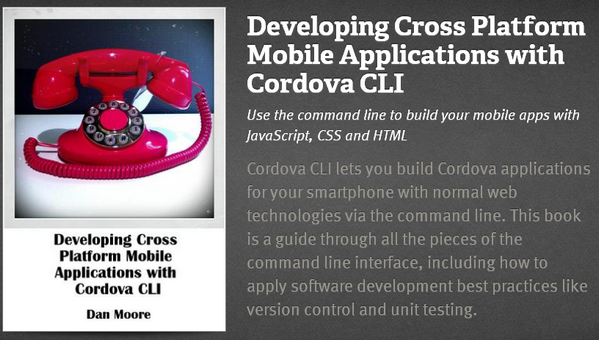 Developing Cross Platform
Mobile Applications with
Cordova CLI
Use the command line to build your mobile apps with
JavaScript, CSS and HTML
Cordova CLI lets you build Cordova applications
for your smartphone with normal web
technologies via the command line. This book
is a guide through all the pieces of the
command line interface, including how to
apply software development best practices like
version control and unit testing.
Developing Cross
Platform Mobile
Applications with
Cordova CLI
Dan Moore